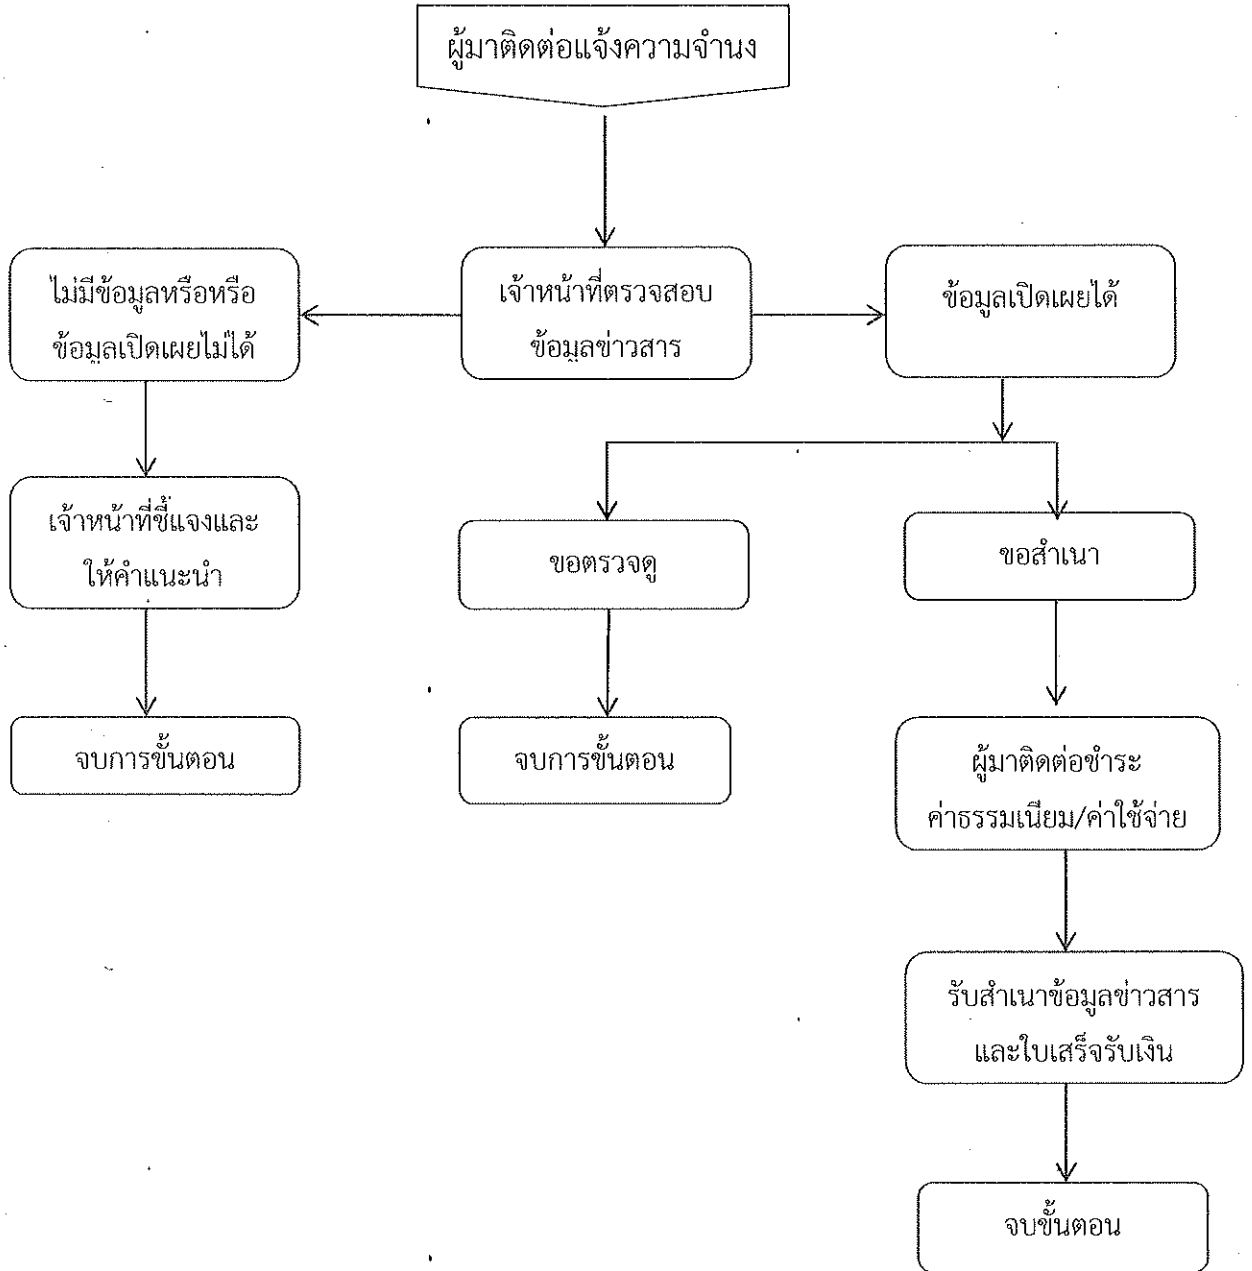 ผู้มาติดต่อแจ้งความจำนง
ไม่มีข้อมูลหรือหรือ
ข้อมูลเปิดเผยไม่ได้
เจ้าหน้าที่ตรวจสอบ
ข้อมูลข่าวสาร
ข้อมูลเปิดเผยได้
เจ้าหน้าที่ชี้แจงและ
ให้คำแนะนำ
ขอตรวจดู
ขอสำเนา
จบการขั้นตอน
จบการขั้นตอน
ผู้มาติดต่อชำระ
ค่าธรรมเนียม/ค่าใช้จ่าย
รับสำเนาข้อมูลข่าวสาร
และใบเสร็จรับเงิน
จบขั้นตอน